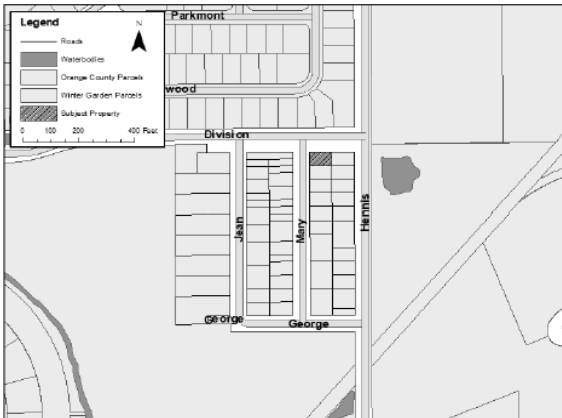 Legend
N
Roads
Waterbodies
Orange County Parcels
Winter Garden Parcels
Subject Property
0 100 200 400 Feet
Parkmont
wood
Division
Jean
Mary
Hennis
George
George